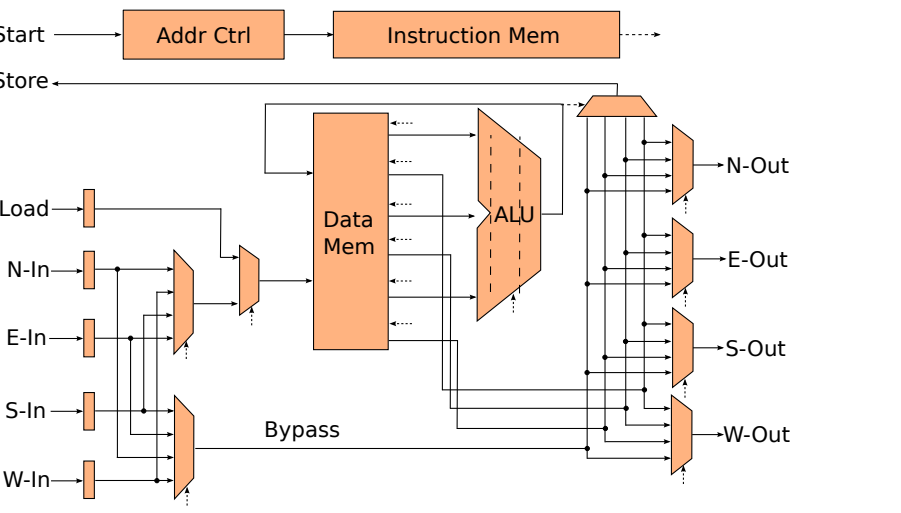 Start
Addr Ctrl
Instruction Mem
Store
N-Out
Load
Data
Mem
ALU
E-Out
N-In
E-In
S-Out
S-In
Bypass
W-Out
W-In